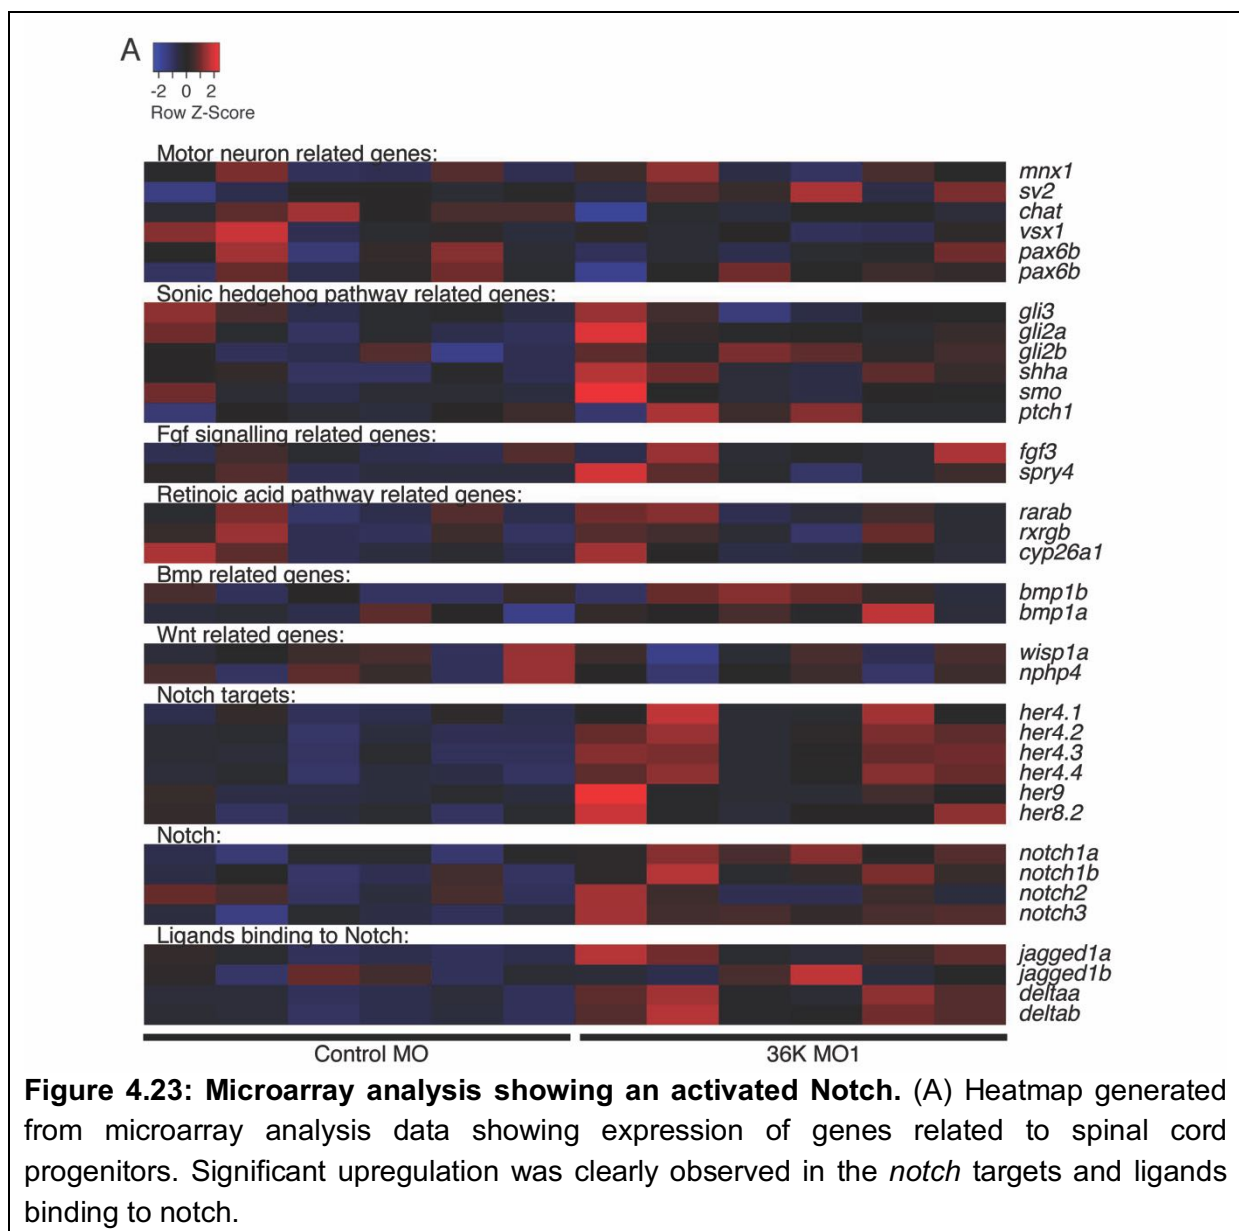 A
-2 0 2
Row Z-Score
Motor neuron related genes:
mnx1
sv2
chat
vsx1
pax6b
pax6b
Sonic hedgehog pathway related genes:
gli3
gli2a
gli2b
shha
smo
ptch1
Fgf signalling related genes:
fgf3
spry4
Retinoic acid pathway related genes:
rarab
rxrgb
cyp26a1
Bmp related genes:
bmp1b
bmp1a
Wnt related genes:
wisp1a
nphp4
Notch targets:
her4.1
her4.2
her4.3
her4.4
her9
her8.2
Notch:
notch1a
notch1b
notch2
notch3
Ligands binding to Notch:
jagged1a
jagged1b
deltaa
deltab
Control MO 36K MO1
Figure 4.23: Microarray analysis showing an activated Notch. (A) Heatmap generated
from microarray analysis data showing expression of genes related to spinal cord
progenitors. Significant upregulation was clearly observed in the notch targets and ligands
binding to notch.